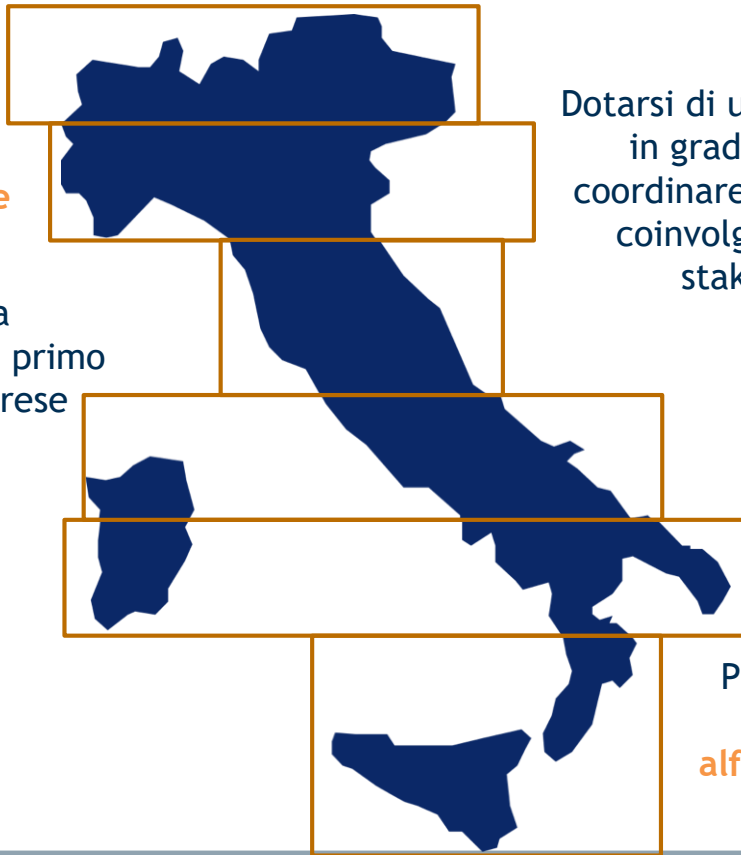 e
a
primo
rese
Dotarsi di u
in grad
coordinare
coinvolg
stak
P
alf